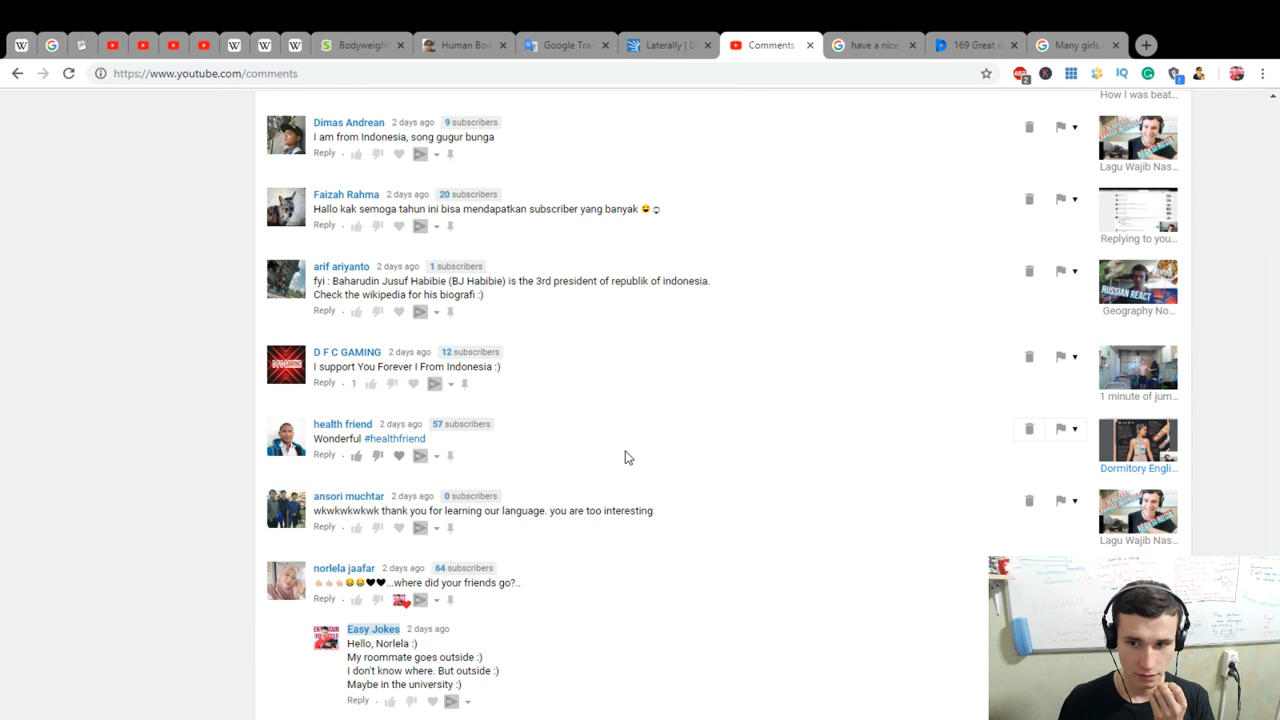 Bodyweight
Human Bod
Google Tra
Laterally | D
Comments
have a nice
169 Great d
Many girls
https://www.youtube.com/comments
2
IQ
How I was beat...
Dimas Andrean 2 days ago 9 subscribers
I am from Indonesia, song gugur bunga
Reply
Lagu Wajib Nas...
Faizah Rahma 2 days ago 20 subscribers
Hallo kak semoga tahun ini bisa mendapatkan subscriber yang banyak 😄
Reply
Replying to you...
arif ariyanto 2 days ago 1 subscribers
fyi : Baharudin Jusuf Habibie (BJ Habibie) is the 3rd president of republik of indonesia.
Check the wikipedia for his biografi :)
Reply
RUSSIAN REACT
Geography No...
D F C GAMING 2 days ago 12 subscribers
I support You Forever I From Indonesia :)
Reply 1
1 minute of jum...
health friend 2 days ago 57 subscribers
Wonderful #healthfriend
Reply
Dormitory Engli...
ansori muchtar 2 days ago 0 subscribers
wkwkwkwkwk thank you for learning our language. you are too interesting
Reply
Lagu Wajib Nas...
norlela jaafar 2 days ago 64 subscribers
...where did your friends go?..
Reply
Easy Jokes 2 days ago
Hello, Norlela :)
My roommate goes outside :)
I don't know where. But outside :)
Maybe in the university :)
Reply